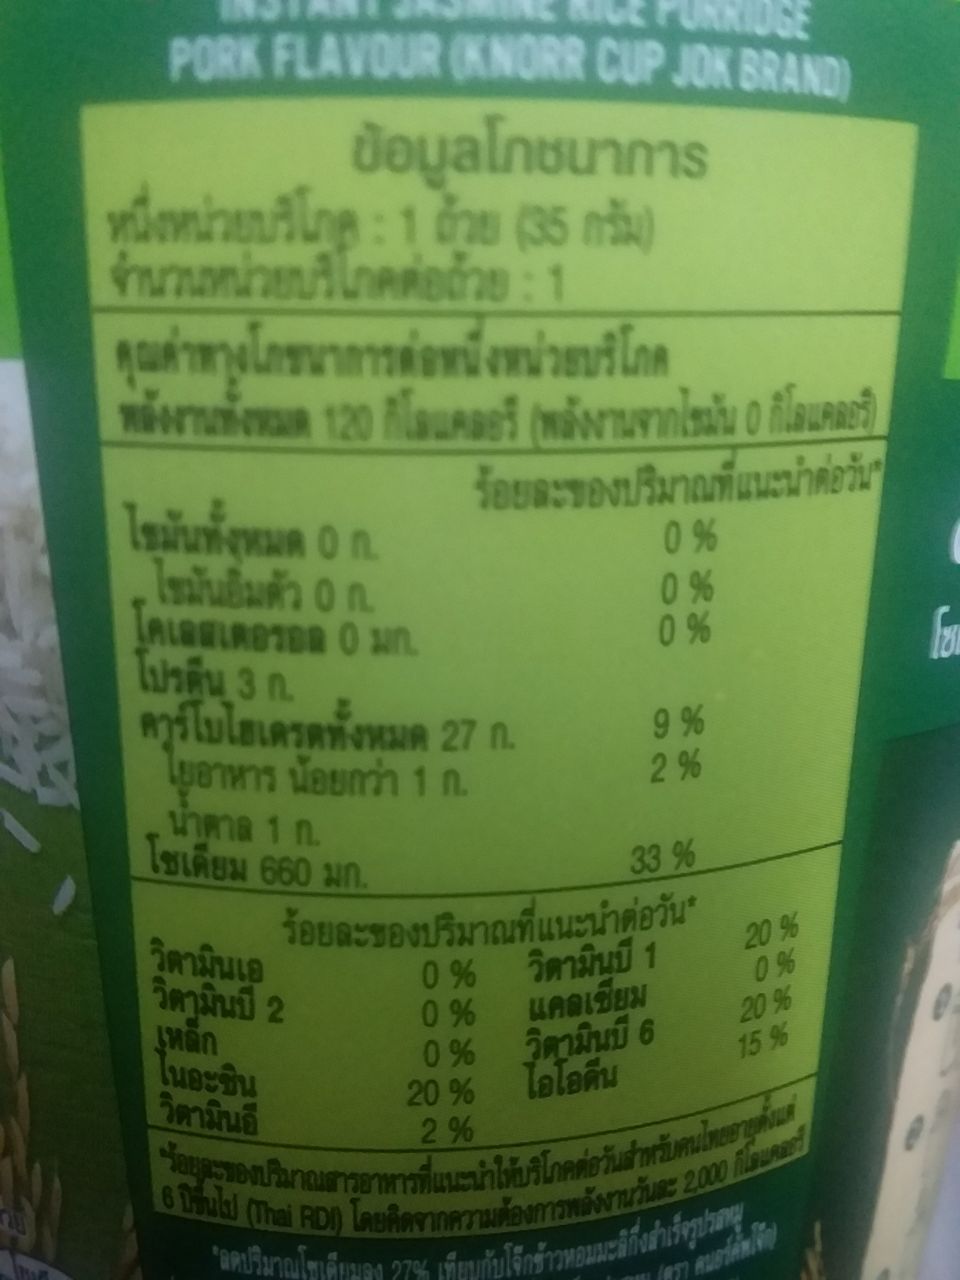 INSTANT JASMINE RICE PORRIDGE
PORK FLAVOUR (KNORR CUP JOK BRAND)
ข้อมูลโภชนาการ
หนึ่งหน่วยบริโภค : 1 ถ้วย (35 กรัม)
จำนวนหน่วยบริโภคต่อถ้วย : 1
คุณค่าทางโภชนาการต่อหนึ่งหน่วยบริโภค
พลังงานทั้งหมด 120 กิโลแคลอรี (พลังงานจากไขมัน 0 กิโลแคลอรี)
ร้อยละของปริมาณที่แนะนำต่อวัน*
ไขมันทั้งหมด 0 ก. 0 %
ไขมันอิ่มตัว 0 ก. 0 %
โคเลสเตอรอล 0 มก. 0 %
โปรตีน 3 ก.
คาร์โบไฮเดรตทั้งหมด 27 ก. 9 %
ใยอาหาร น้อยกว่า 1 ก. 2 %
น้ำตาล 1 ก.
โซเดียม 660 มก. 33 %
ร้อยละของปริมาณที่แนะนำต่อวัน*
วิตามินเอ 0 % วิตามินบี 1 20 %
วิตามินบี 2 0 % แคลเซียม 0 %
เหล็ก 0 % วิตามินบี 6 20 %
ไนอะซิน 20 % ไอโอดีน 15 %
วิตามินอี 2 %
*ร้อยละของปริมาณสารอาหารที่แนะนำให้บริโภคต่อวันสำหรับคนไทยอายุตั้งแต่
6 ปีขึ้นไป (Thai RDI) โดยคิดจากความต้องการพลังงานวันละ 2,000 กิโลแคลอรี
*ลดปริมาณโซเดียมลง 27% เทียบกับโจ๊กข้าวหอมมะลิกึ่งสำเร็จรูปรสหมู
(ตรา คนอร์คัพโจ๊ก)